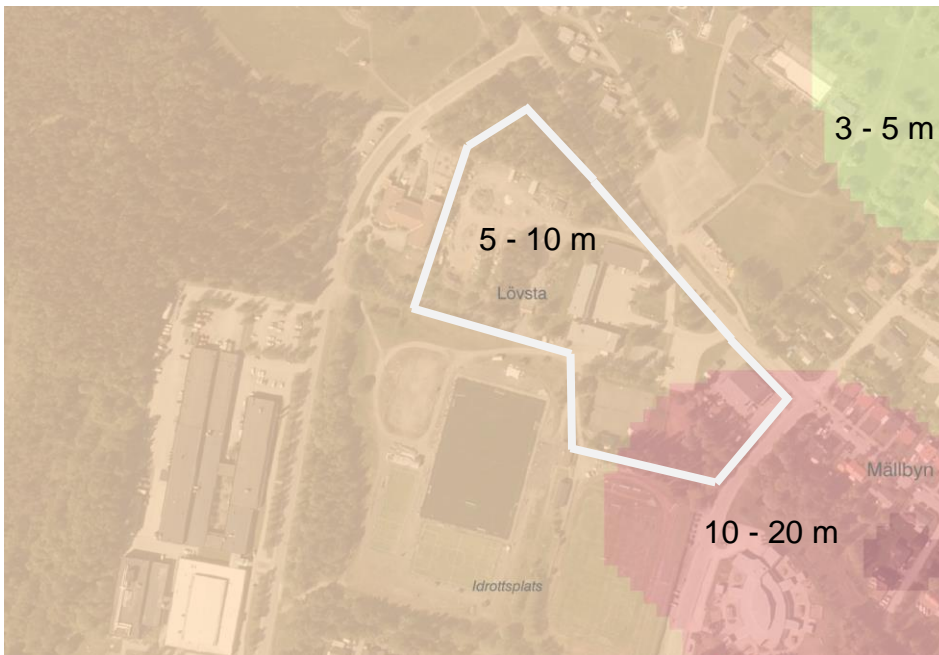 3 - 5 m
5 - 10 m
Lövsta
Mällbyn
10 - 20 m
Idrottsplats